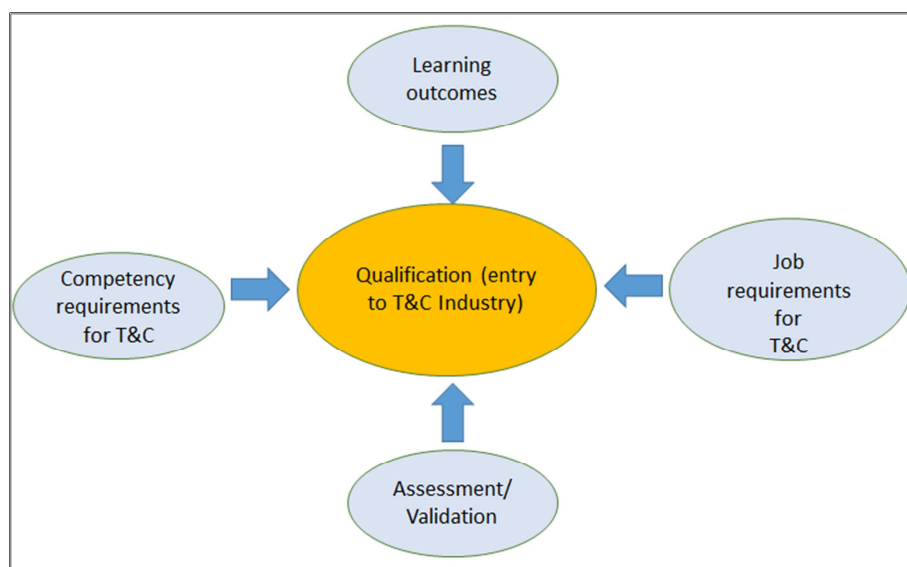 Learning
outcomes
Competency
requirements
for T&C
Qualification (entry
to T&C Industry)
Job
requirements
for
T&C
Assessment/
Validation